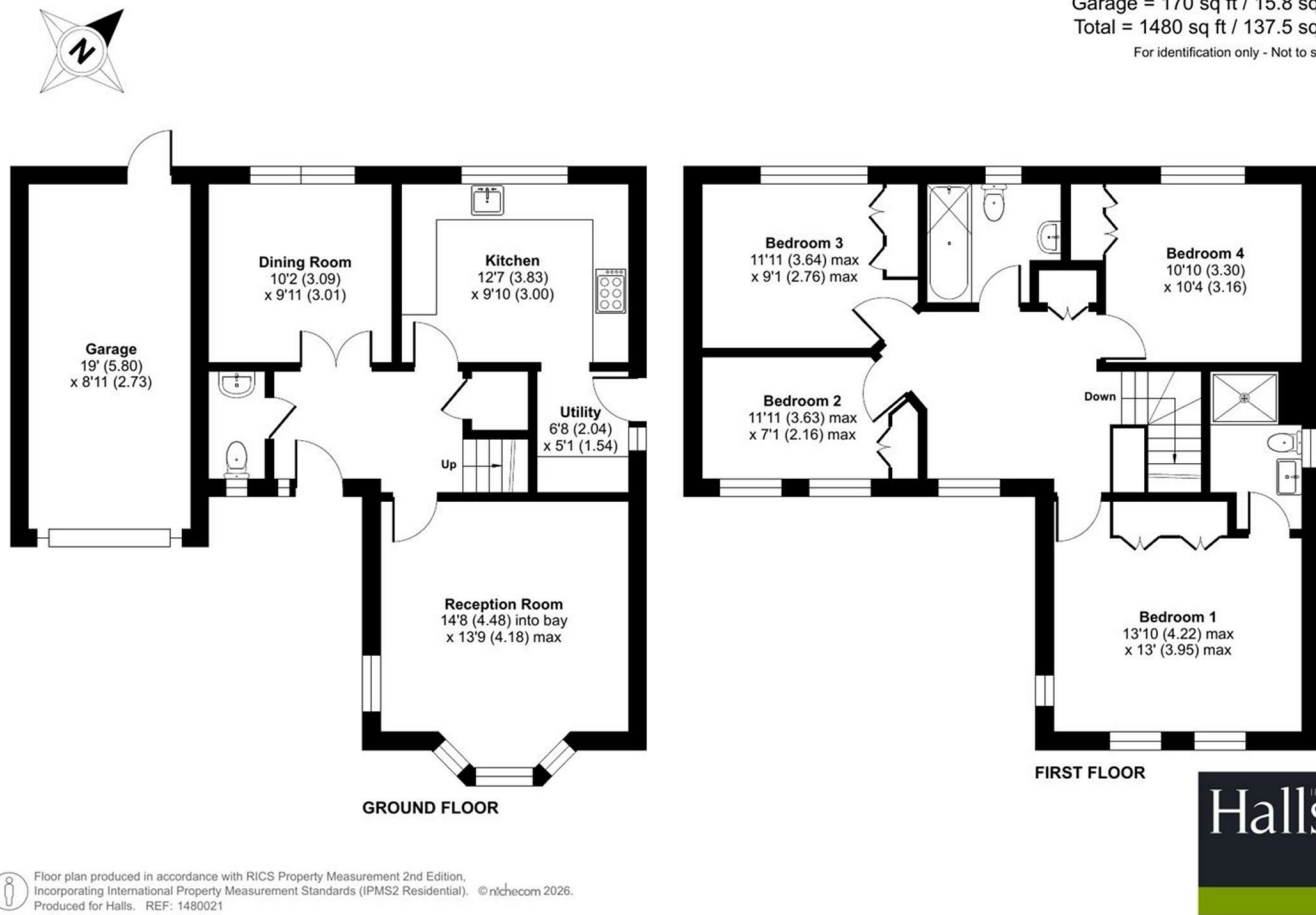 Garage = 170 sq ft / 15.8 sq
Total = 1480 sq ft / 137.5 sq
For identification only - Not to s
N
Dining Room
10'2 (3.09)
x 9'11 (3.01)
Kitchen
12'7 (3.83)
x 9'10 (3.00)
Garage
19' (5.80)
x 8'11 (2.73)
Utility
6'8 (2.04)
x 5'1 (1.54)
Up
Reception Room
14'8 (4.48) into bay
x 13'9 (4.18) max
GROUND FLOOR
Bedroom 3
11'11 (3.64) max
x 9'1 (2.76) max
Bedroom 4
10'10 (3.30)
x 10'4 (3.16)
Bedroom 2
11'11 (3.63) max
x 7'1 (2.16) max
Down
Bedroom 1
13'10 (4.22) max
x 13' (3.95) max
FIRST FLOOR
Halls
Floor plan produced in accordance with RICS Property Measurement 2nd Edition,
Incorporating International Property Measurement Standards (IPMS2 Residential). © nichecom 2026.
Produced for Halls. REF: 1480021